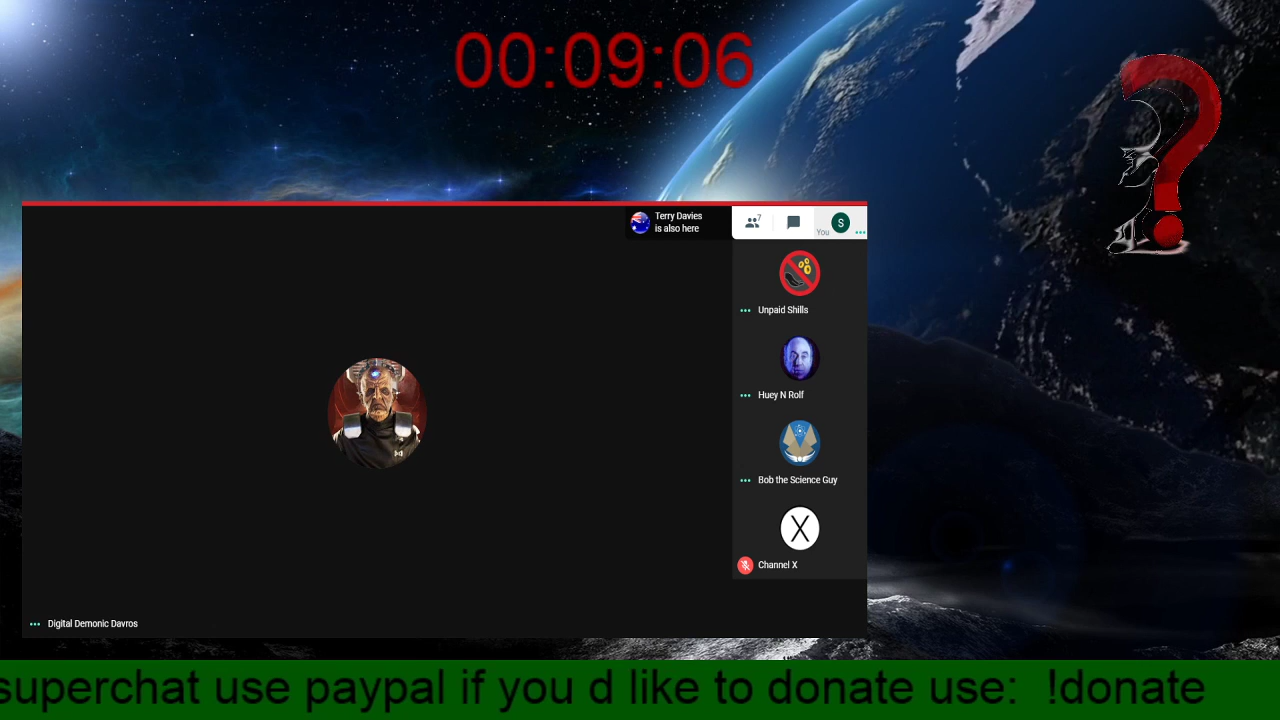 00:09:06
Terry Davies
is also here
7
You
S
Unpaid Shills
Huey N Rolf
Bob the Science Guy
X
Channel X
Digital Demonic Davros
superchat use paypal if you d like to donate use: !donate